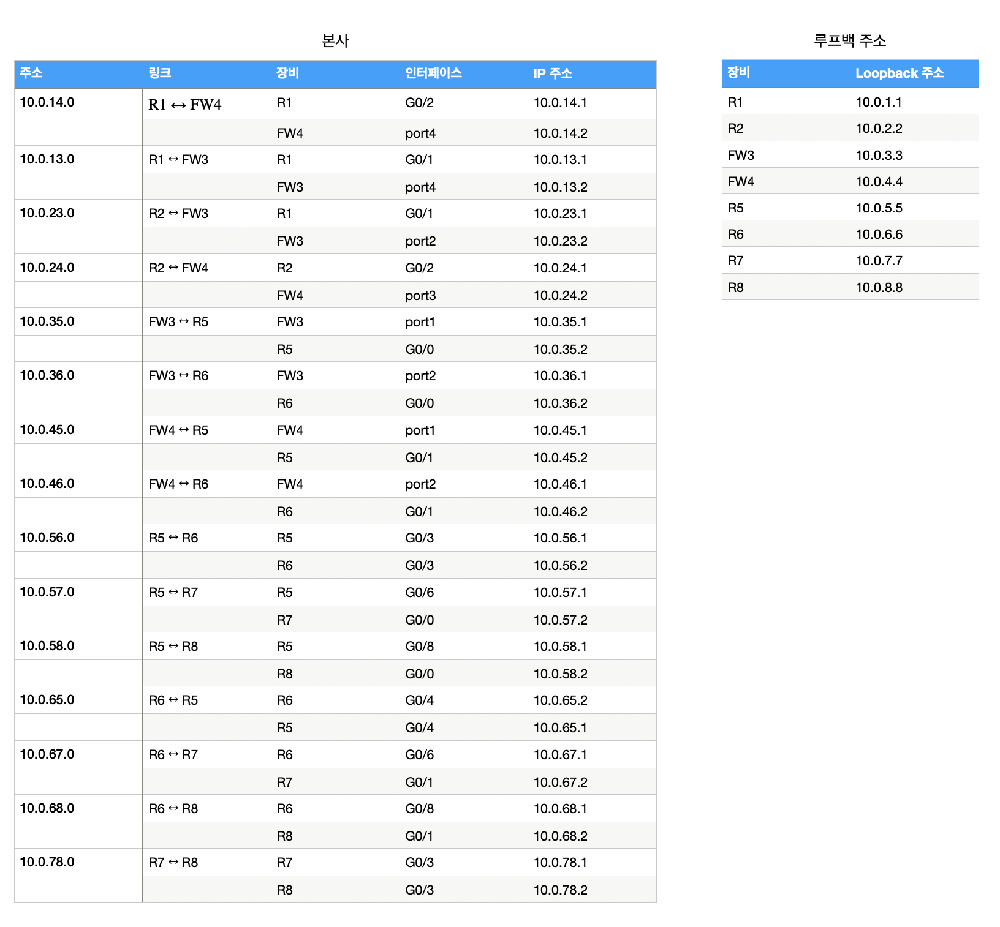 본사
주소 링크 장비 인터페이스 IP 주소
10.0.14.0 R1 ↔ FW4 R1 G0/2 10.0.14.1
FW4 port4 10.0.14.2
10.0.13.0 R1 ↔ FW3 R1 G0/1 10.0.13.1
FW3 port4 10.0.13.2
10.0.23.0 R2 ↔ FW3 R1 G0/1 10.0.23.1
FW3 port2 10.0.23.2
10.0.24.0 R2 ↔ FW4 R2 G0/2 10.0.24.1
FW4 port3 10.0.24.2
10.0.35.0 FW3 ↔ R5 FW3 port1 10.0.35.1
R5 G0/0 10.0.35.2
10.0.36.0 FW3 ↔ R6 FW3 port2 10.0.36.1
R6 G0/0 10.0.36.2
10.0.45.0 FW4 ↔ R5 FW4 port1 10.0.45.1
R5 G0/1 10.0.45.2
10.0.46.0 FW4 ↔ R6 FW4 port2 10.0.46.1
R6 G0/1 10.0.46.2
10.0.56.0 R5 ↔ R6 R5 G0/3 10.0.56.1
R6 G0/3 10.0.56.2
10.0.57.0 R5 ↔ R7 R5 G0/6 10.0.57.1
R7 G0/0 10.0.57.2
10.0.58.0 R5 ↔ R8 R5 G0/8 10.0.58.1
R8 G0/0 10.0.58.2
10.0.65.0 R6 ↔ R5 R6 G0/4 10.0.65.2
R5 G0/4 10.0.65.1
10.0.67.0 R6 ↔ R7 R6 G0/6 10.0.67.1
R7 G0/1 10.0.67.2
10.0.68.0 R6 ↔ R8 R6 G0/8 10.0.68.1
R8 G0/1 10.0.68.2
10.0.78.0 R7 ↔ R8 R7 G0/3 10.0.78.1
R8 G0/3 10.0.78.2
루프백 주소
장비 Loopback 주소
R1 10.0.1.1
R2 10.0.2.2
FW3 10.0.3.3
FW4 10.0.4.4
R5 10.0.5.5
R6 10.0.6.6
R7 10.0.7.7
R8 10.0.8.8